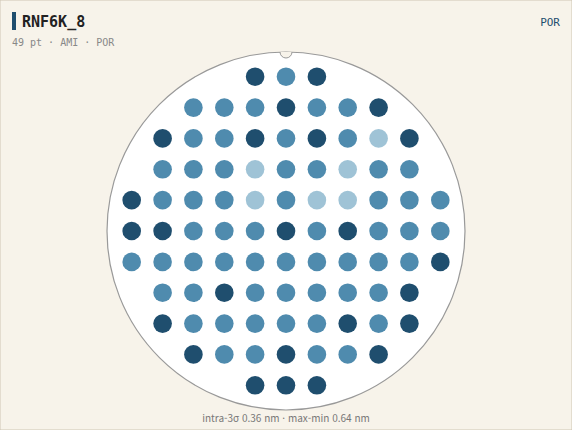 RNF6K_8
POR
49 pt · AMI · POR
intra-3σ 0.36 nm · max-min 0.64 nm